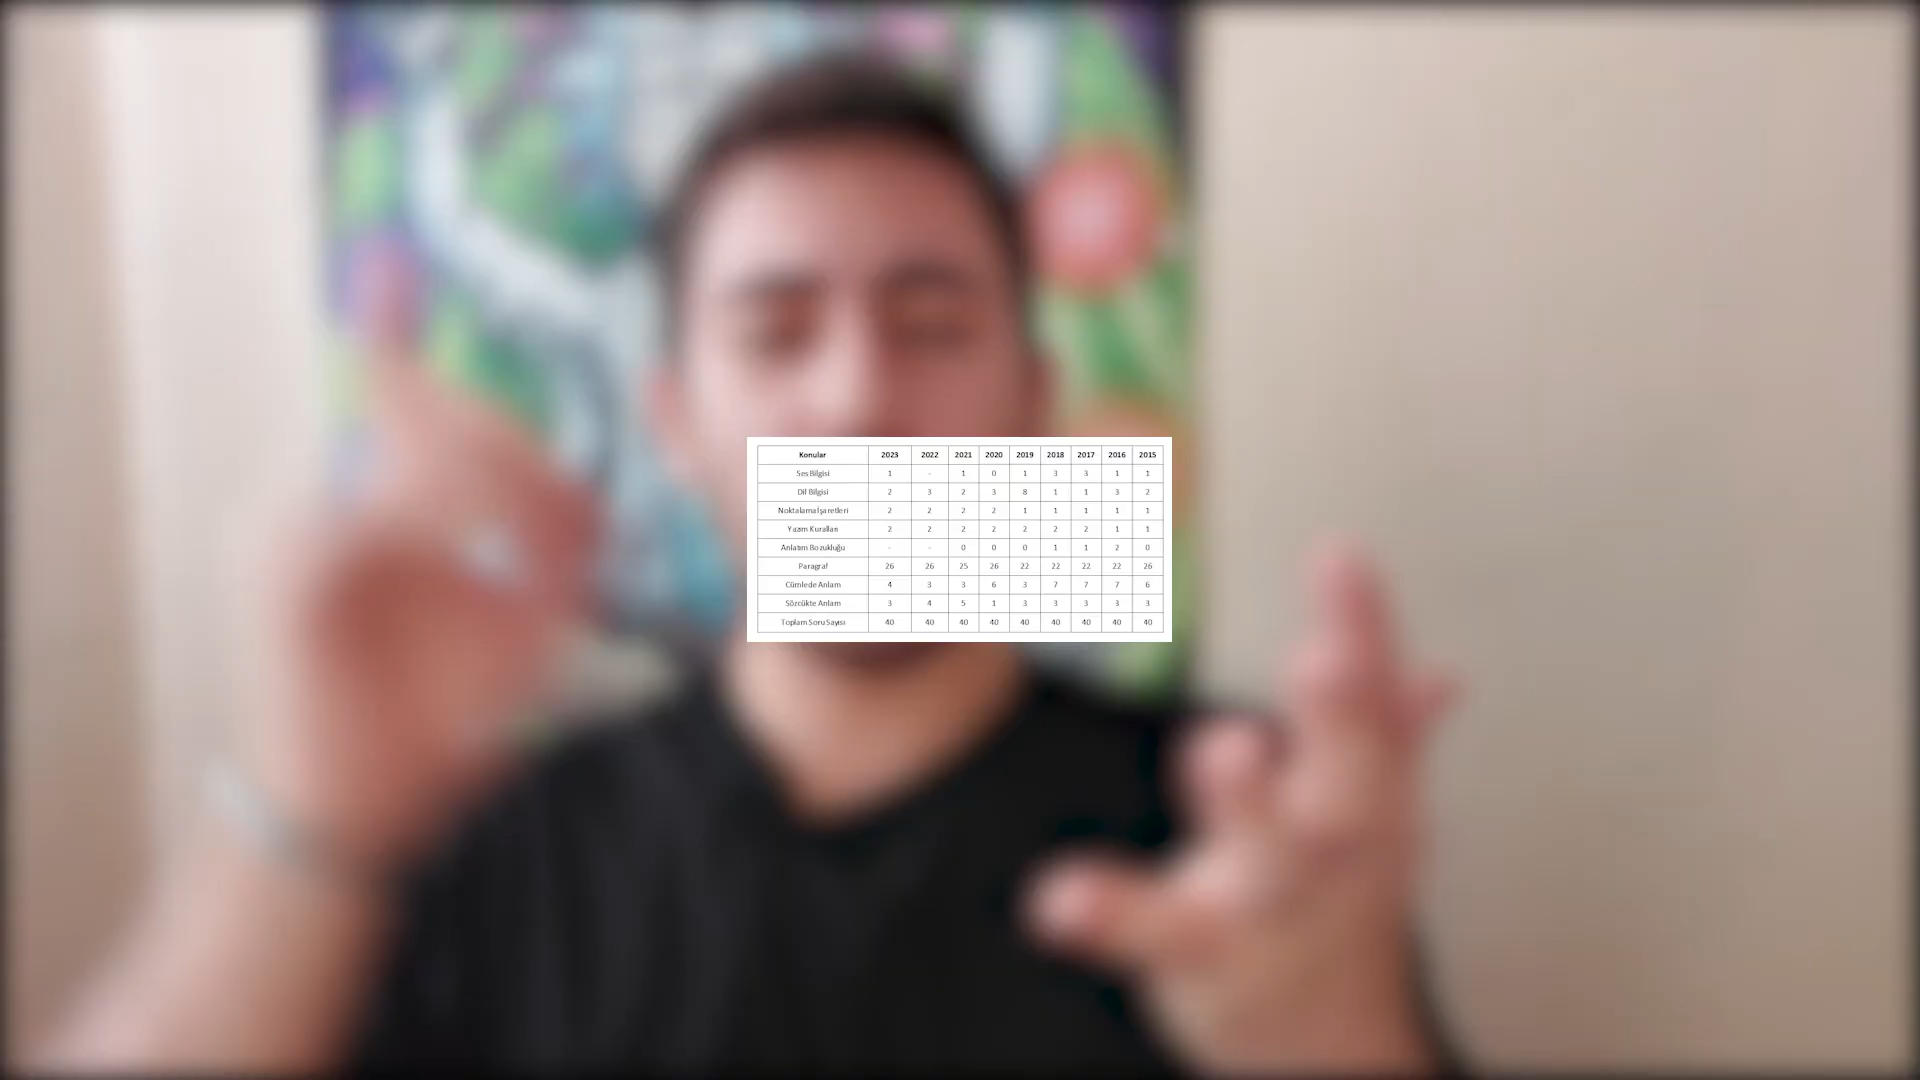 Konular 2023 2022 2021 2020 2019 2018 2017 2016 2015
Ses Bilgisi 1 - 1 0 1 3 3 1 1
Dil Bilgisi 2 3 2 3 8 1 1 3 2
Noktalama İşaretleri 2 2 2 2 1 1 1 1 1
Yazım Kuralları 2 2 2 2 2 2 2 1 1
Anlatım Bozukluğu - - 0 0 0 1 1 2 0
Paragraf 26 26 25 26 22 22 22 22 26
Cümlede Anlam 4 3 3 6 3 7 7 7 6
Sözcükte Anlam 3 4 5 1 3 3 3 3 3
Toplam Soru Sayısı 40 40 40 40 40 40 40 40 40